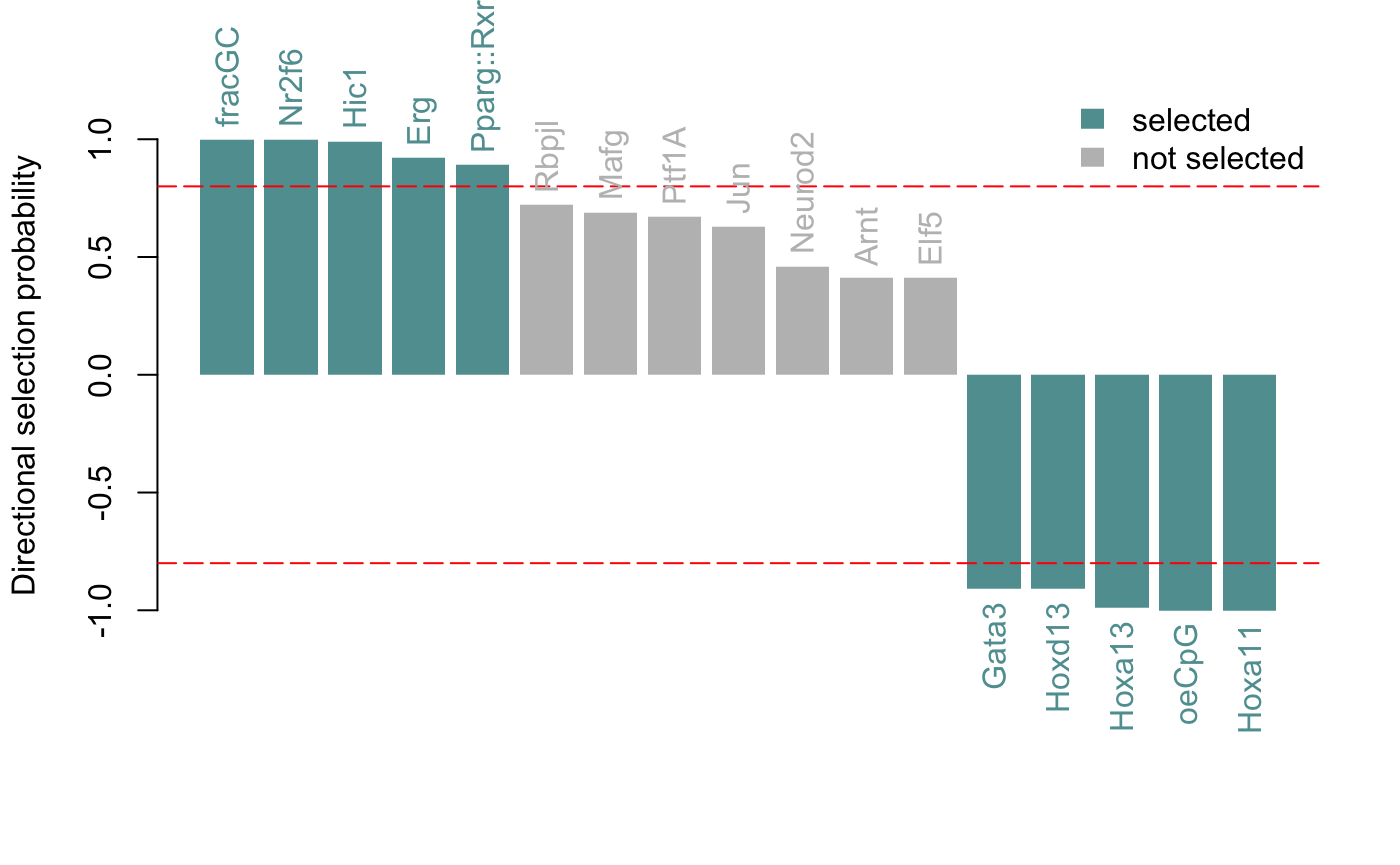 fracGC
Nr2f6
Hic1
Erg
Pparg::Rxr
Rbpjl
Mafg
Ptf1A
Jun
Neurod2
Arnt
Elf5
selected
not selected
Directional selection probability
1.0
0.5
0.0
-0.5
-1.0
Gata3
Hoxd13
Hoxa13
oeCpG
Hoxa11